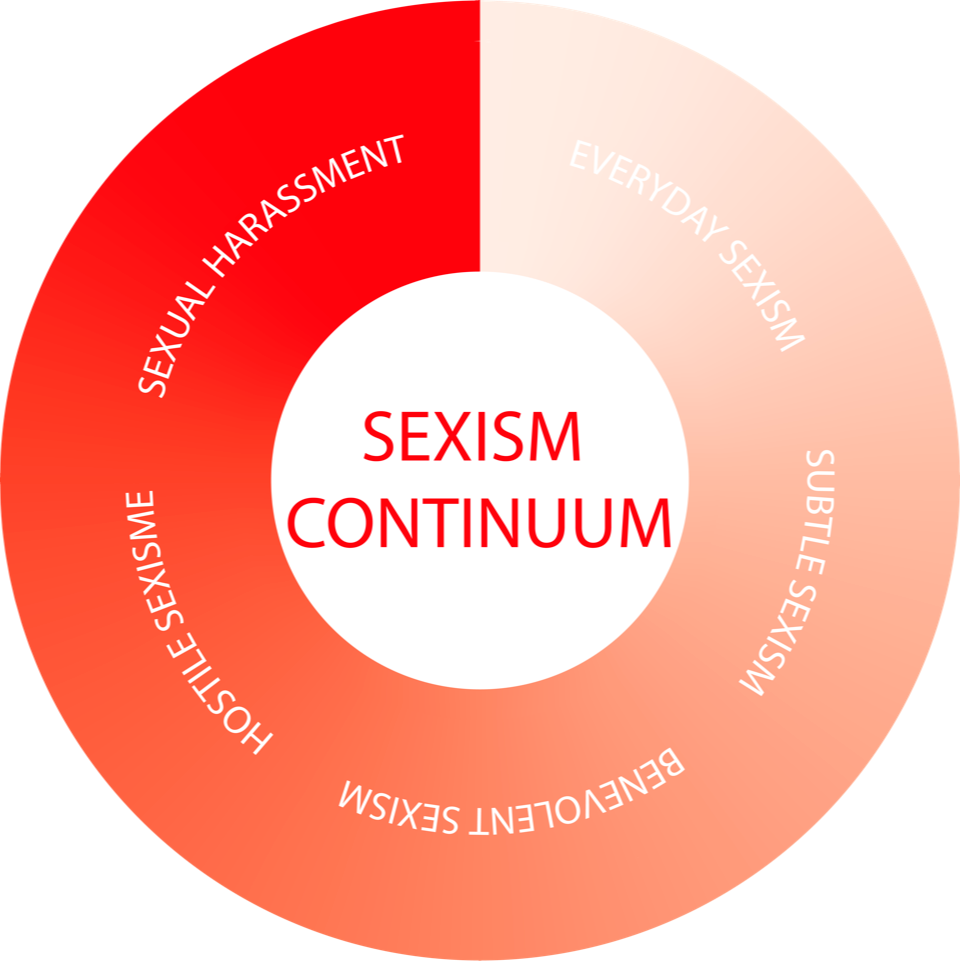 SEXISM
CONTINUUM
EVERYDAY SEXISM
SUBTLE SEXISM
BENEVOLENT SEXISM
HOSTILE SEXISME
SEXUAL HARASSMENT